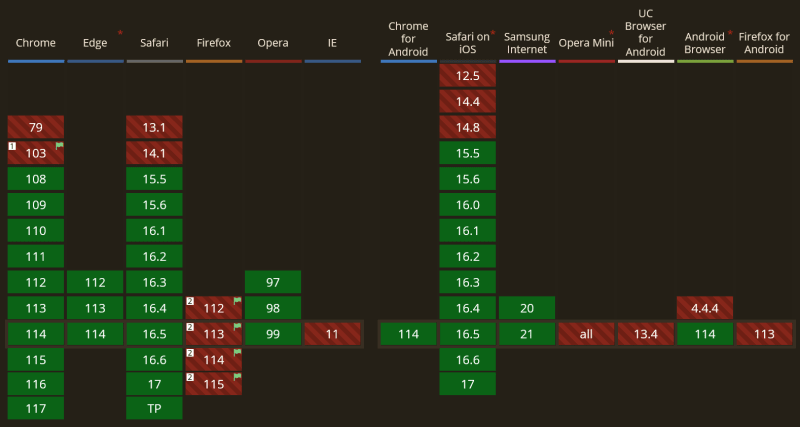 Chrome Edge * Safari Firefox Opera IE Chrome for Android Safari on iOS * Samsung Internet Opera Mini * UC Browser for Android Android Browser * Firefox for Android
12.5
14.4
79 13.1 14.8
1 103 14.1 15.5
108 15.5 15.6
109 15.6 16.0
110 16.1 16.1
111 16.2 16.2
112 112 16.3 97 16.3
113 113 16.4 2 112 98 16.4 20 4.4.4
114 114 16.5 2 113 99 11 114 16.5 21 all 13.4 114 113
115 16.6 2 114 16.6
116 17 2 115 17
117 TP